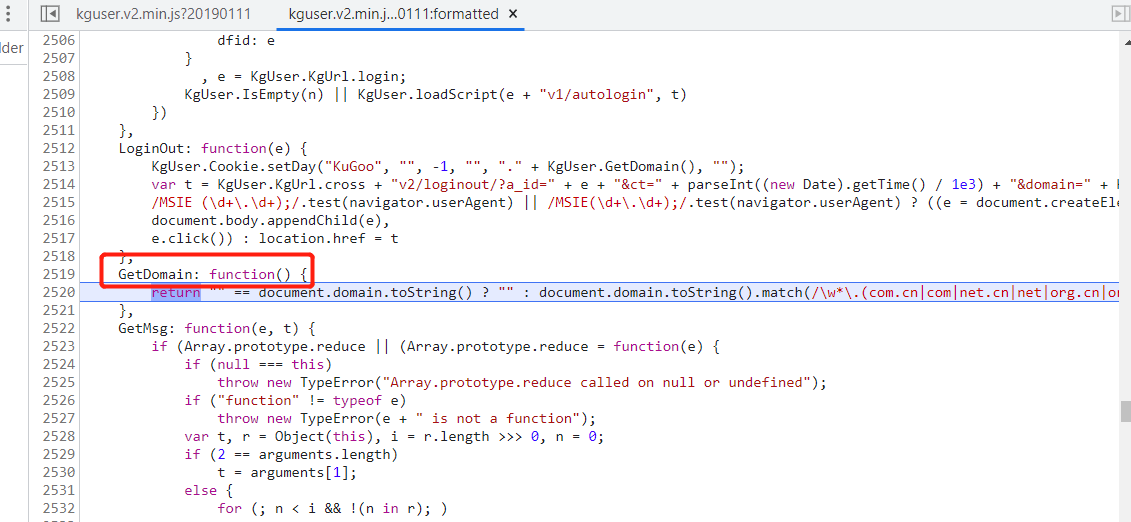 kguser.v2.min.js?20190111 kguser.v2.min.j...0111:formatted ×
lder
2506 dfid: e
2507 }
2508 , e = KgUser.KgUrl.login;
2509 KgUser.IsEmpty(n) || KgUser.loadScript(e + "v1/autologin", t)
2510 })
2511 },
2512 LoginOut: function(e) {
2513 KgUser.Cookie.setDay("KuGoo", "", -1, "", "." + KgUser.GetDomain(), "");
2514 var t = KgUser.KgUrl.cross + "v2/loginout/?a_id=" + e + "&ct=" + parseInt((new Date).getTime() / 1e3) + "&domain=" +
2515 /MSIE (\d+\.\d+);/.test(navigator.userAgent) || /MSIE(\d+\.\d+);/.test(navigator.userAgent) ? ((e = document.createEle
2516 document.body.appendChild(e),
2517 e.click()) : location.href = t
2518 },
2519 GetDomain: function() {
2520 return "" == document.domain.toString() ? "" : document.domain.toString().match(/\w*\.(com.cn|com|net.cn|net|org.cn|or
2521 },
2522 GetMsg: function(e, t) {
2523 if (Array.prototype.reduce || (Array.prototype.reduce = function(e) {
2524 if (null === this)
2525 throw new TypeError("Array.prototype.reduce called on null or undefined");
2526 if ("function" != typeof e)
2527 throw new TypeError(e + " is not a function");
2528 var t, r = Object(this), i = r.length >>> 0, n = 0;
2529 if (2 == arguments.length)
2530 t = arguments[1];
2531 else {
2532 for (; n < i && !(n in r); )